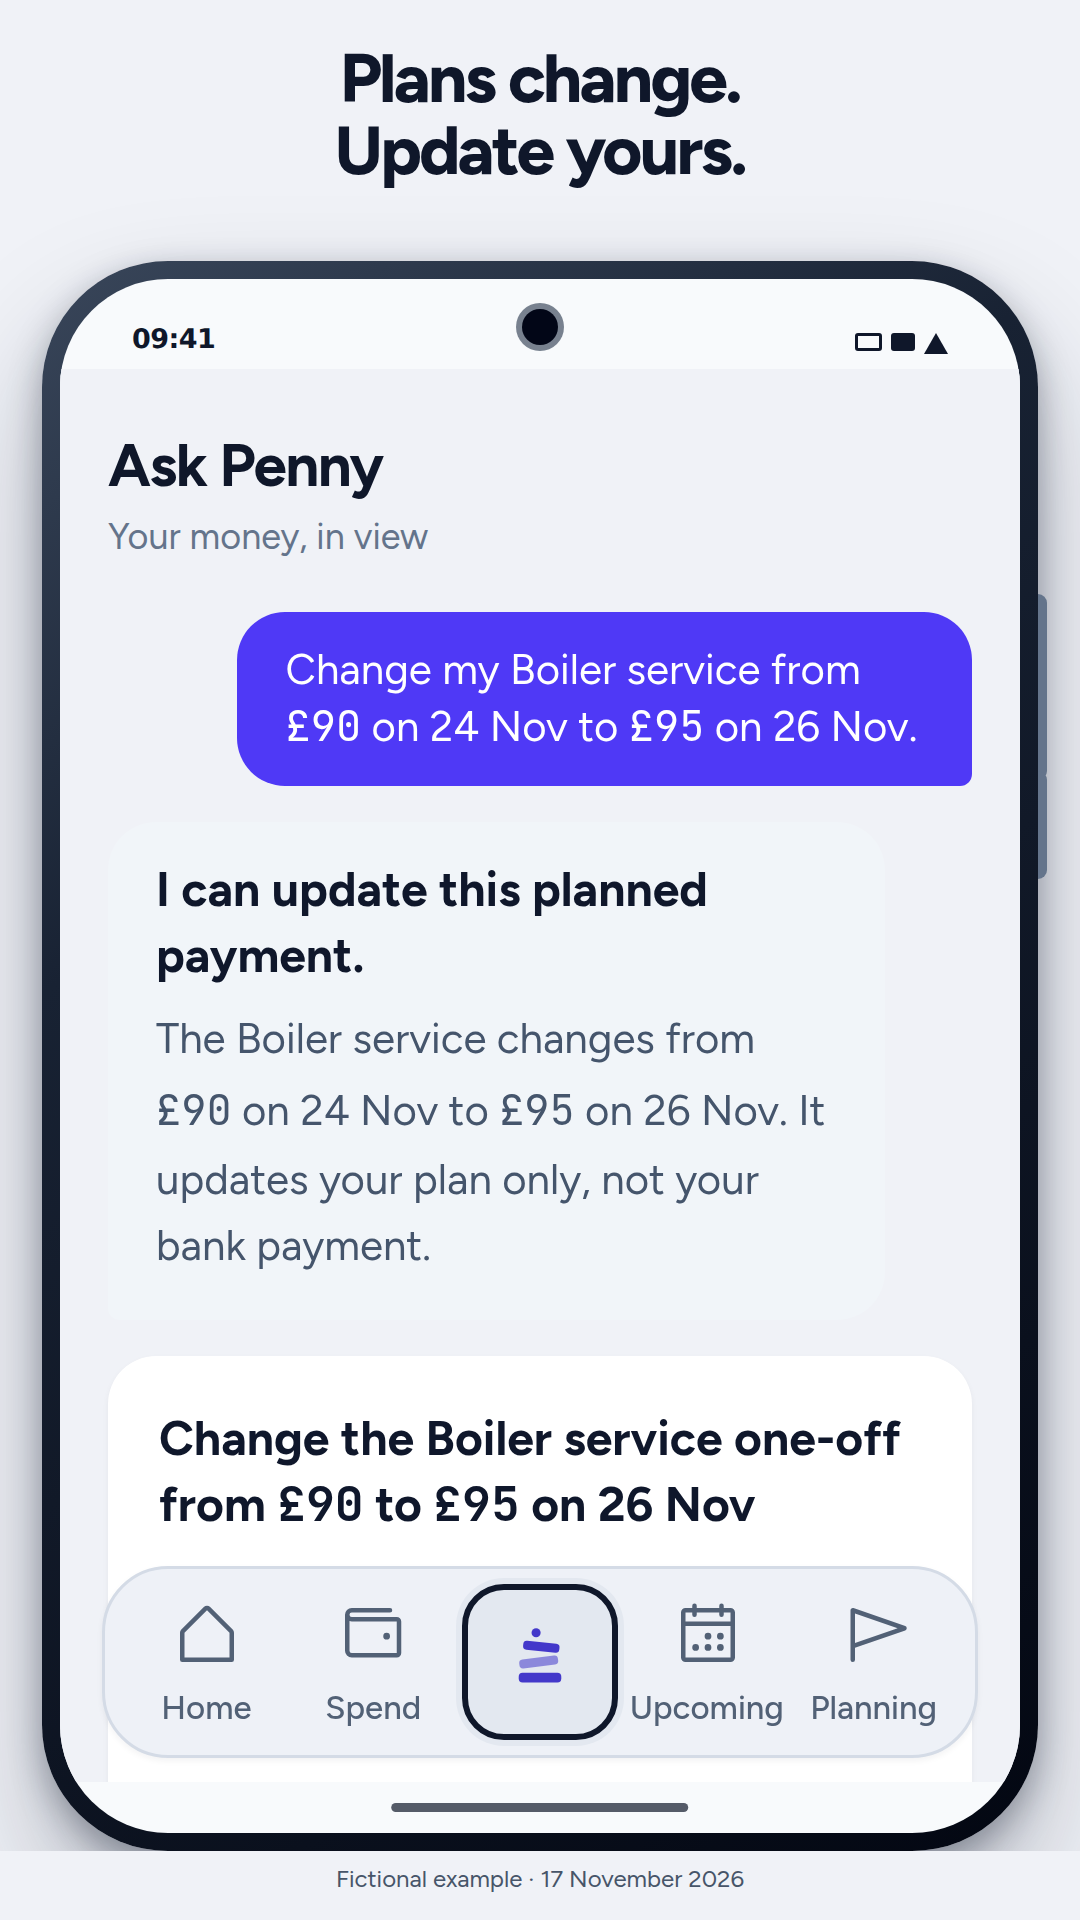 Plans change.
Update yours.
09:41
Ask Penny
Your money, in view
Change my Boiler service from
£90 on 24 Nov to £95 on 26 Nov.
I can update this planned
payment.
The Boiler service changes from
£90 on 24 Nov to £95 on 26 Nov. It
updates your plan only, not your
bank payment.
Change the Boiler service one-off
from £90 to £95 on 26 Nov
Home
Spend
Upcoming
Planning
Fictional example · 17 November 2026